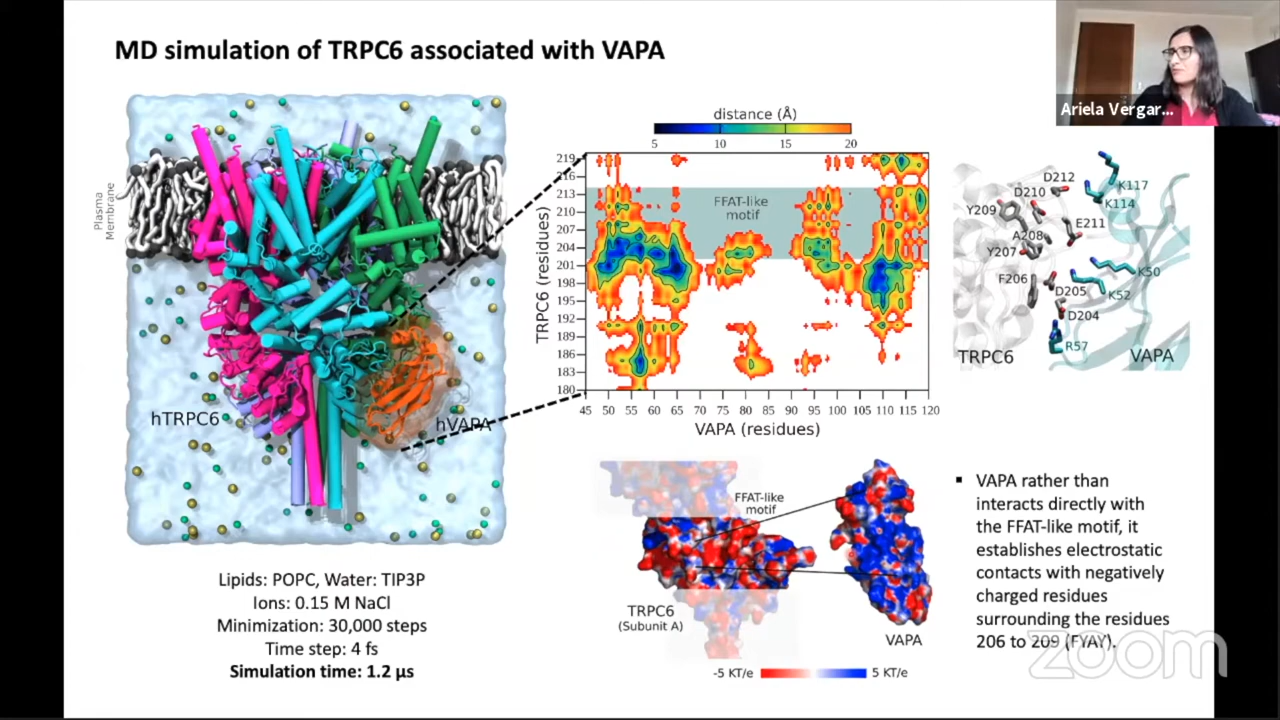 MD simulation of TRPC6 associated with VAPA
Ariela Vergar...
Plasma
Membrane
hTRPC6
hVAPA
Lipids: POPC, Water: TIP3P
Ions: 0.15 M NaCl
Minimization: 30,000 steps
Time step: 4 fs
Simulation time: 1.2 µs
distance (Å)
5 10 15 20
TRPC6 (residues)
219
216
213
210
207
204
201
198
195
192
189
186
183
180
FFAT-like
motif
45 50 55 60 65 70 75 80 85 90 95 100 105 110 115 120
VAPA (residues)
D212
D210
K117
K114
Y209
E211
A208
Y207
K50
F206
D205
K52
D204
R57
TRPC6
VAPA
FFAT-like
motif
TRPC6
(Subunit A)
VAPA
-5 KT/e 5 KT/e
▪ VAPA rather than
interacts directly with
the FFAT-like motif, it
establishes electrostatic
contacts with negatively
charged residues
surrounding the residues
206 to 209 (FYAY).
zoom